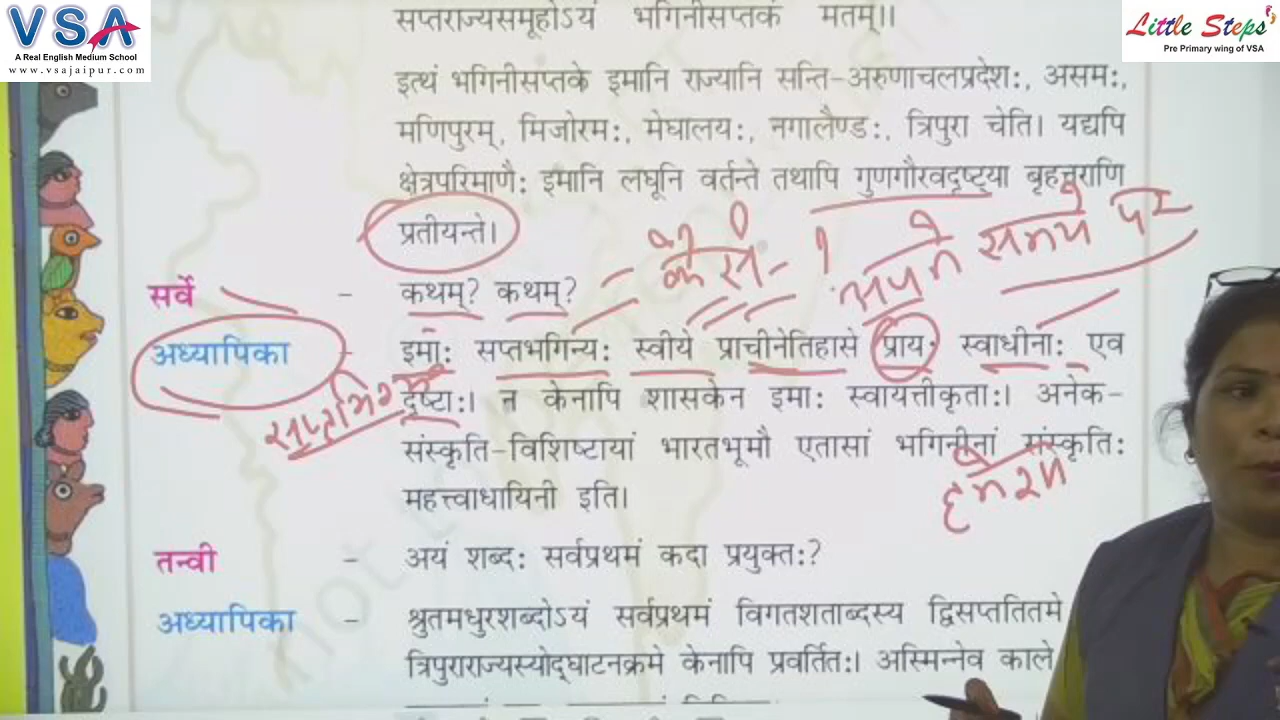 VSA
A Real English Medium School
www.vsajaipur.com
Little Steps
Pre Primary wing of VSA
सप्तराज्यसमूहोऽयं भगिनीसप्तकं मतम्।।
इत्थं भगिनीसप्तके इमानि राज्यानि सन्ति-अरुणाचलप्रदेशः, असमः,
मणिपुरम्, मिजोरमः, मेघालयः, नगालैण्डः, त्रिपुरा चेति। यद्यपि
क्षेत्रपरिमाणैः इमानि लघूनि वर्तन्ते तथापि गुणगौरवदृष्ट्या बृहत्तराणि
प्रतीयन्ते।
कैसे - ? अपने समय पर
सर्वे - कथम्? कथम्?
अध्यापिका - इमाः सप्तभगिन्यः स्वीये प्राचीनेतिहासे प्रायः स्वाधीनाः एव
दृष्टाः। न केनापि शासकेन इमाः स्वायत्तीकृताः। अनेक-
संस्कृति-विशिष्टायां भारतभूमौ एतासां भगिनीनां संस्कृतिः
हमेशा
महत्त्वाधायिनी इति।
तन्वी - अयं शब्दः सर्वप्रथमं कदा प्रयुक्तः?
अध्यापिका - श्रुतमधुरशब्दोऽयं सर्वप्रथमं विगतशताब्दस्य द्विसप्ततितमे
त्रिपुराराज्यस्योद्घाटनक्रमे केनापि प्रवर्तितः। अस्मिन्नेव काले